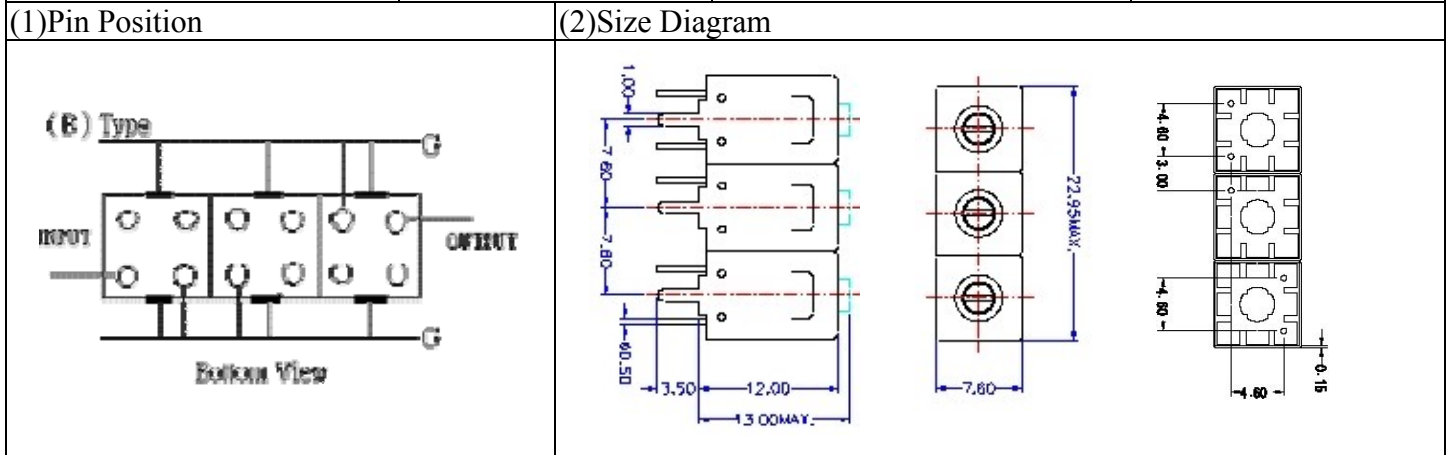 (1)Pin Position
(2)Size Diagram
(B) Type
G
INPUT
OUTPUT
G
Bottom View
1.00
7.60
7.60
0.50
3.50
12.00
13.00MAX.
22.95MAX.
7.60
4.60
3.00
4.60
4.60
0.15